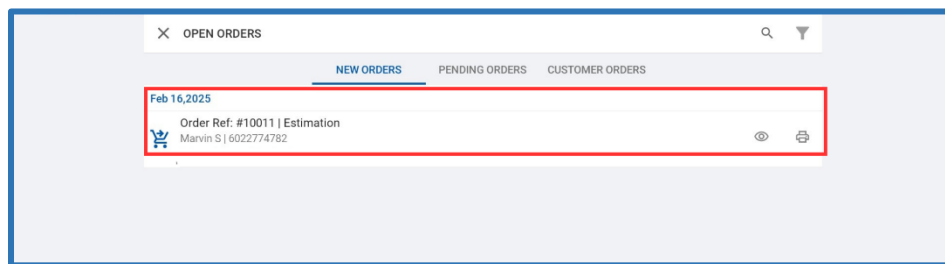 OPEN ORDERS
NEW ORDERS PENDING ORDERS CUSTOMER ORDERS
Feb 16,2025
Order Ref: #10011 | Estimation
Marvin S | 6022774782